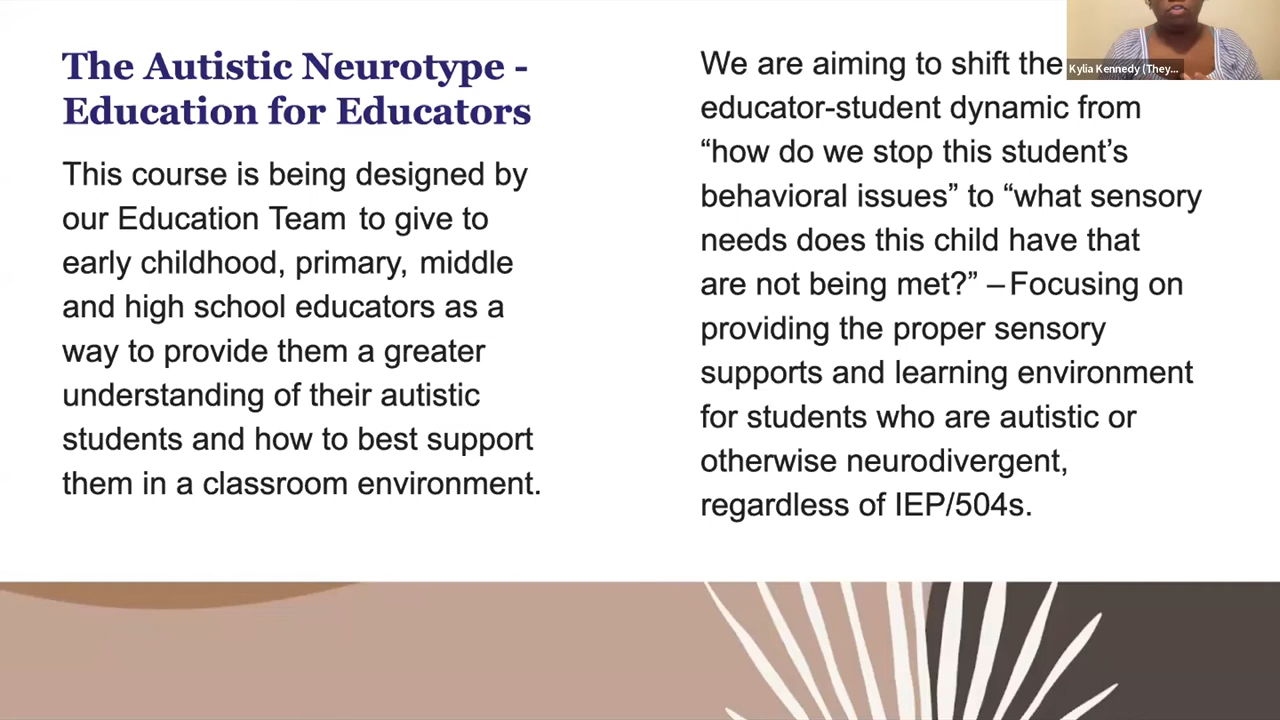 The Autistic Neurotype -
Education for Educators
This course is being designed by
our Education Team to give to
early childhood, primary, middle
and high school educators as a
way to provide them a greater
understanding of their autistic
students and how to best support
them in a classroom environment.
We are aiming to shift the
educator-student dynamic from
“how do we stop this student’s
behavioral issues” to “what sensory
needs does this child have that
are not being met?” – Focusing on
providing the proper sensory
supports and learning environment
for students who are autistic or
otherwise neurodivergent,
regardless of IEP/504s.
Kylia Kennedy (They...